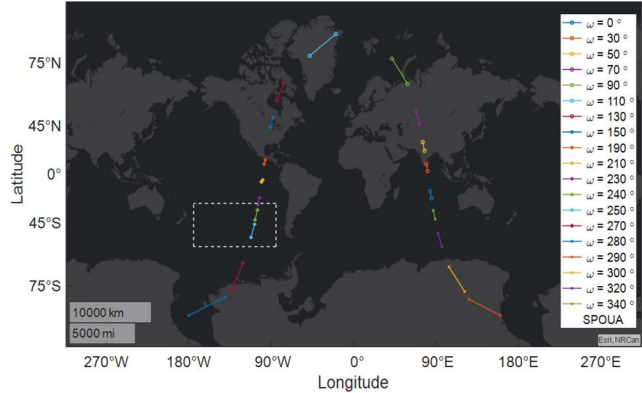 ω = 0 °
ω = 30 °
ω = 50 °
ω = 70 °
ω = 90 °
ω = 110 °
ω = 130 °
ω = 150 °
ω = 190 °
ω = 210 °
ω = 230 °
ω = 240 °
ω = 250 °
ω = 270 °
ω = 280 °
ω = 290 °
ω = 300 °
ω = 320 °
ω = 340 °
SPOUA
75°N
45°N
0°
45°S
75°S
Latitude
10000 km
5000 mi
Esri, NRCan
270°W
180°W
90°W
0°
90°E
180°E
270°E
Longitude